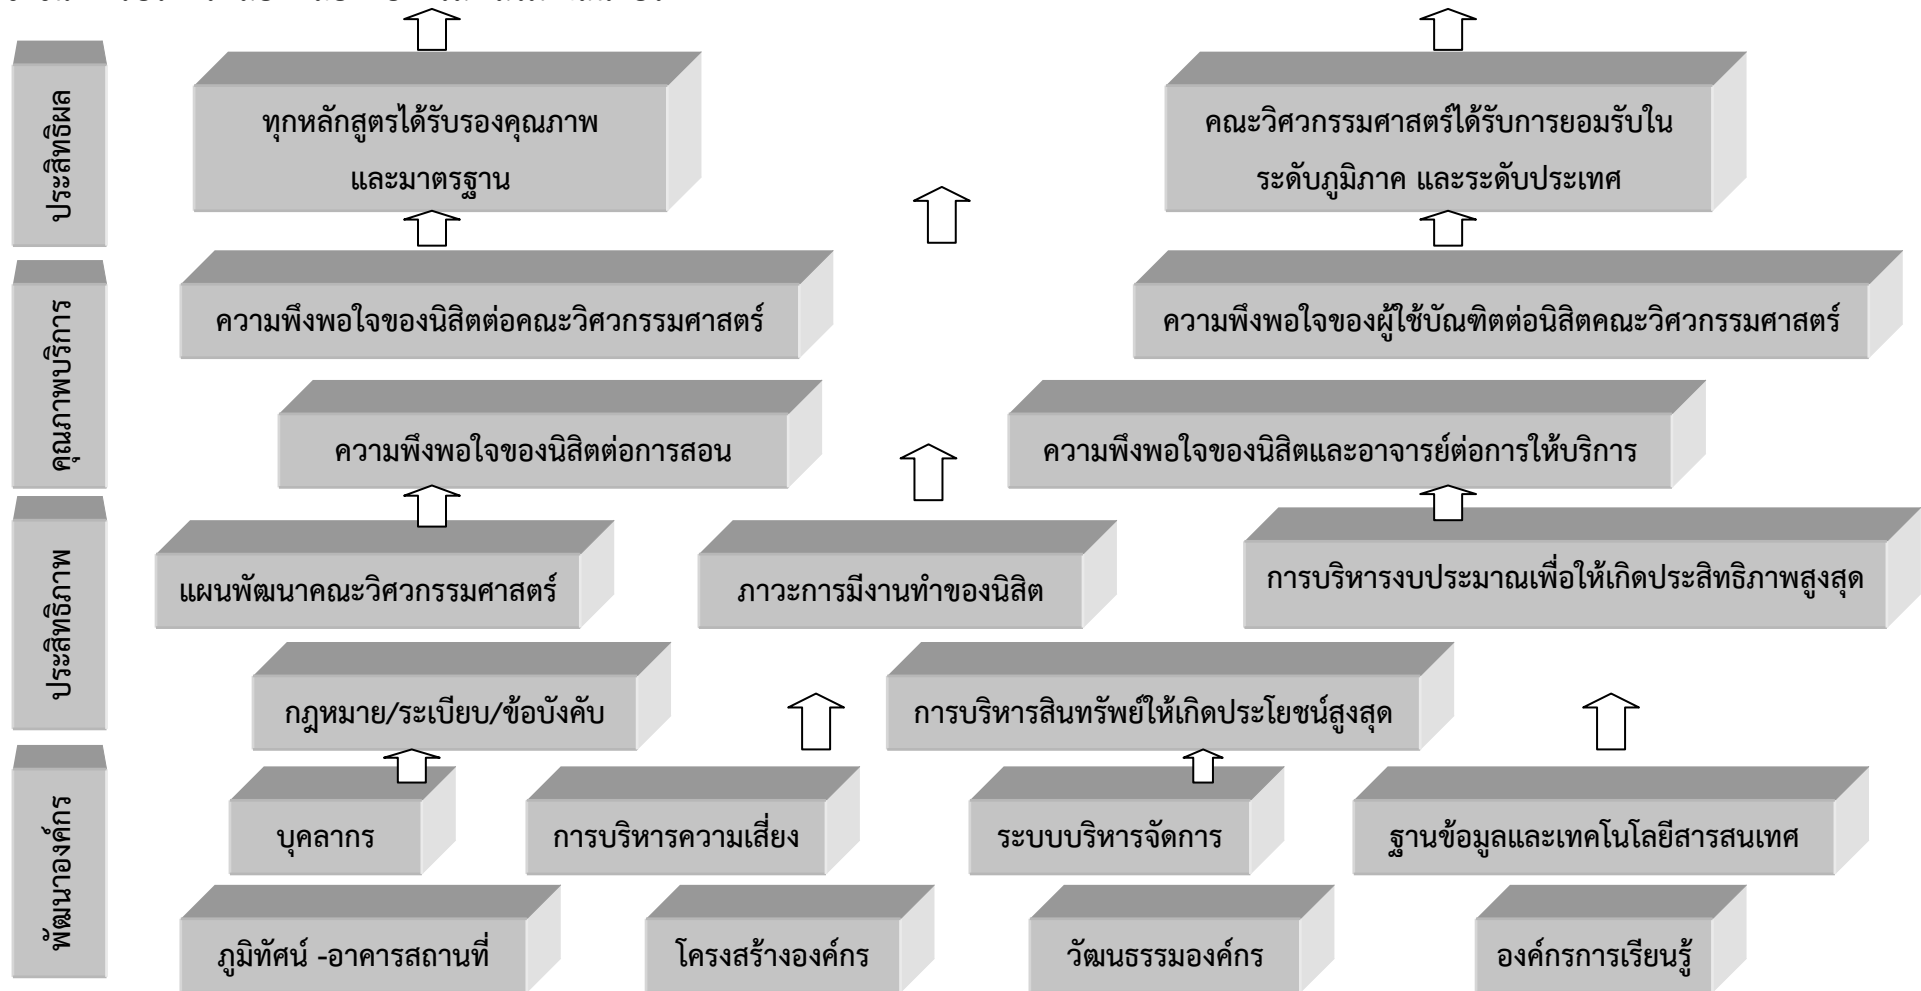 ประสิทธิผล
ทุกหลักสูตรได้รับรองคุณภาพ
และมาตรฐาน
คณะวิศวกรรมศาสตร์ได้รับการยอมรับใน
ระดับภูมิภาค และระดับประเทศ
คุณภาพบริการ
ความพึงพอใจของนิสิตต่อคณะวิศวกรรมศาสตร์
ความพึงพอใจของผู้ใช้บัณฑิตต่อนิสิตคณะวิศวกรรมศาสตร์
ความพึงพอใจของนิสิตต่อการสอน
ความพึงพอใจของนิสิตและอาจารย์ต่อการให้บริการ
ประสิทธิภาพ
แผนพัฒนาคณะวิศวกรรมศาสตร์
ภาวะการมีงานทำของนิสิต
การบริหารงบประมาณเพื่อให้เกิดประสิทธิภาพสูงสุด
กฎหมาย/ระเบียบ/ข้อบังคับ
การบริหารสินทรัพย์ให้เกิดประโยชน์สูงสุด
พัฒนาองค์กร
บุคลากร
การบริหารความเสี่ยง
ระบบบริหารจัดการ
ฐานข้อมูลและเทคโนโลยีสารสนเทศ
ภูมิทัศน์ -อาคารสถานที่
โครงสร้างองค์กร
วัฒนธรรมองค์กร
องค์กรการเรียนรู้